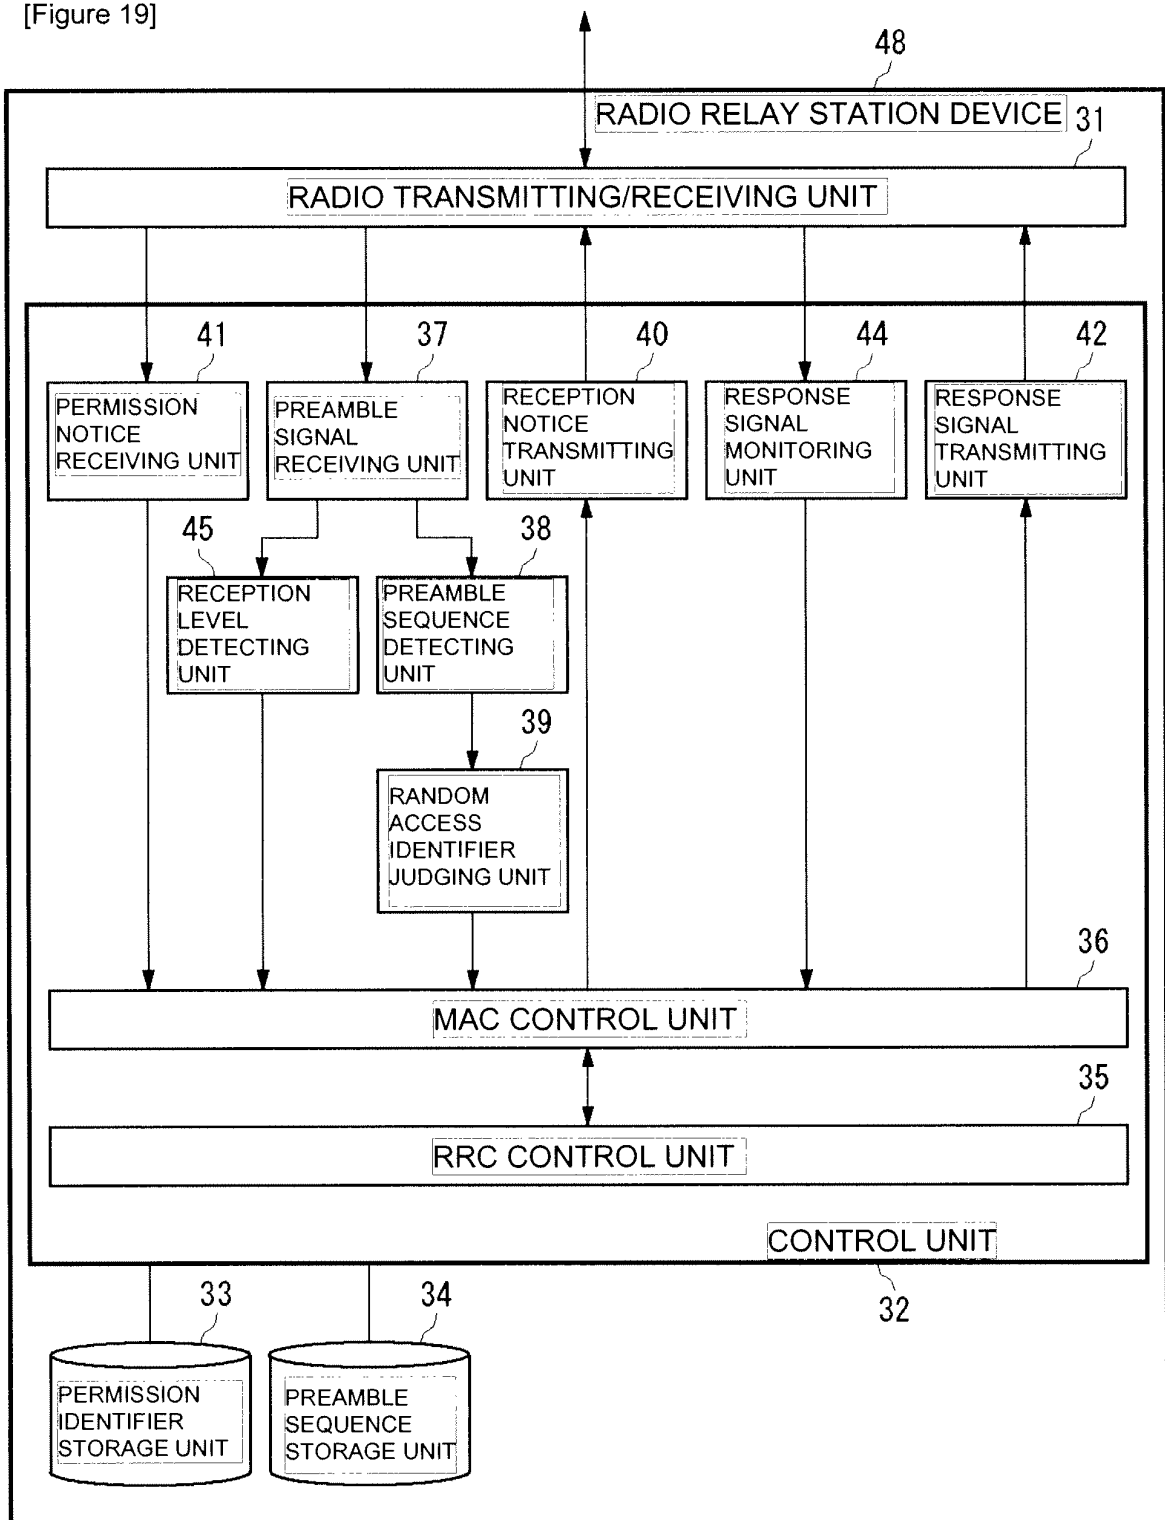 [Figure 19]
48
RADIO RELAY STATION DEVICE
31
RADIO TRANSMITTING/RECEIVING UNIT
41
37
40
44
42
PERMISSION
NOTICE
RECEIVING UNIT
PREAMBLE
SIGNAL
RECEIVING UNIT
RECEPTION
NOTICE
TRANSMITTING
UNIT
RESPONSE
SIGNAL
MONITORING
UNIT
RESPONSE
SIGNAL
TRANSMITTING
UNIT
45
38
RECEPTION
LEVEL
DETECTING
UNIT
PREAMBLE
SEQUENCE
DETECTING
UNIT
39
RANDOM
ACCESS
IDENTIFIER
JUDGING UNIT
36
MAC CONTROL UNIT
35
RRC CONTROL UNIT
CONTROL UNIT
32
33
34
PERMISSION
IDENTIFIER
STORAGE UNIT
PREAMBLE
SEQUENCE
STORAGE UNIT